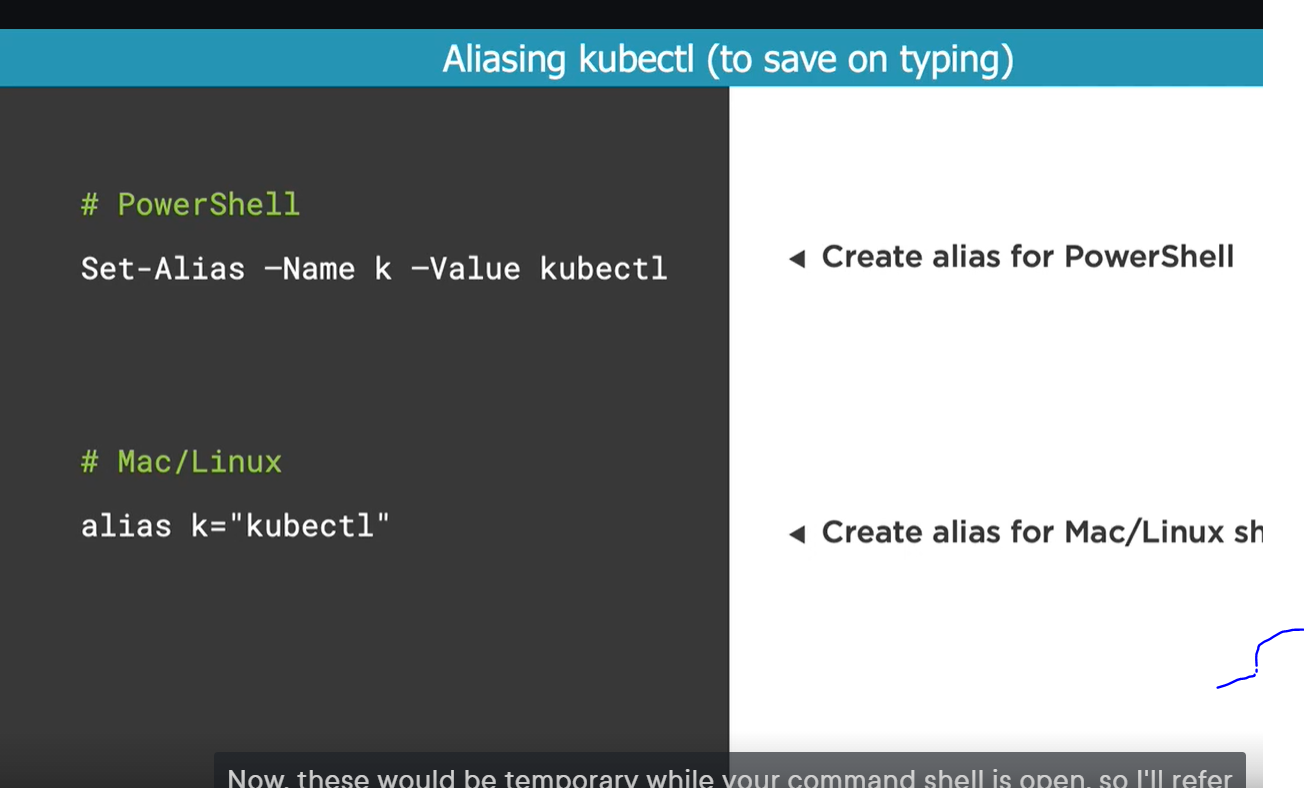 Aliasing kubectl (to save on typing)
# PowerShell
Set-Alias –Name k –Value kubectl
◄ Create alias for PowerShell
# Mac/Linux
alias k="kubectl"
◄ Create alias for Mac/Linux sh
Now, these would be temporary while your command shell is open, so I'll refer